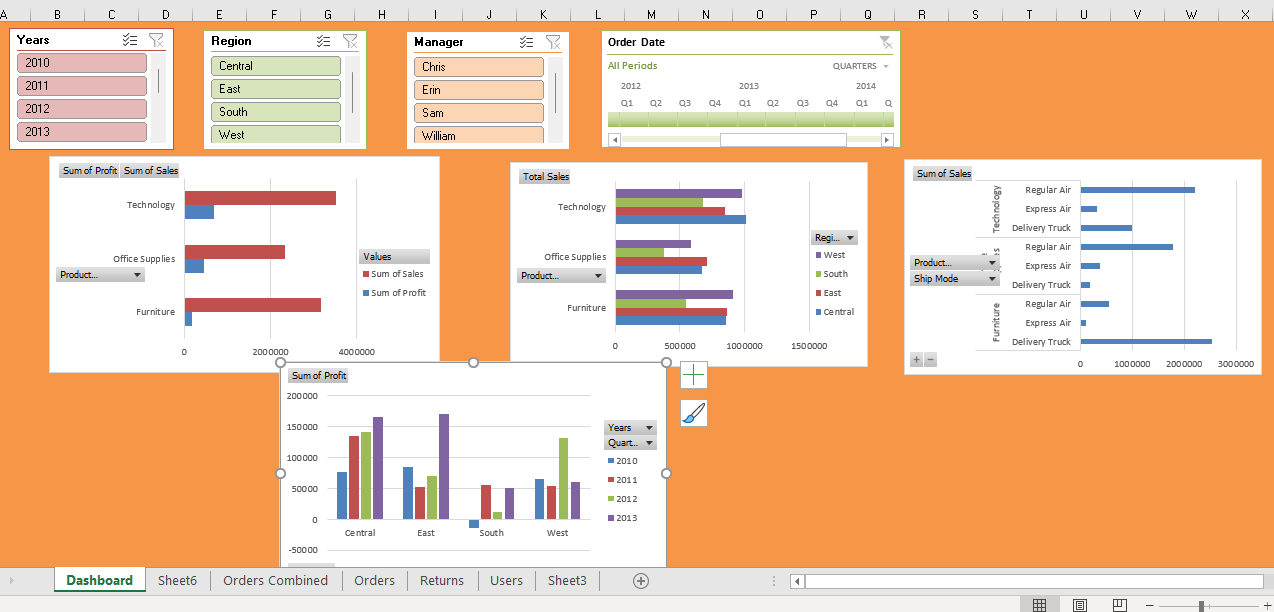 A B C D E F G H I J K L M N O P Q R S T U V W X
Years
2010
2011
2012
2013
Region
Central
East
South
West
Manager
Chris
Erin
Sam
William
Order Date
All Periods QUARTERS
2012 2013 2014
Q1 Q2 Q3 Q4 Q1 Q2 Q3 Q4 Q1 Q
Sum of Profit Sum of Sales
Technology
Office Supplies
Product...
Furniture
0 2000000 4000000
Values
Sum of Sales
Sum of Profit
Total Sales
Technology
Office Supplies
Product...
Furniture
0 500000 1000000 1500000
Regi...
West
South
East
Central
Sum of Sales
Technology
Regular Air
Express Air
Delivery Truck
Regular Air
Express Air
Delivery Truck
Furniture
Regular Air
Express Air
Delivery Truck
Product...
Ship Mode
+ −
0 1000000 2000000 3000000
Sum of Profit
200000
150000
100000
50000
0
-50000
Central East South West
Years
Quart...
2010
2011
2012
2013
Dashboard Sheet6 Orders Combined Orders Returns Users Sheet3